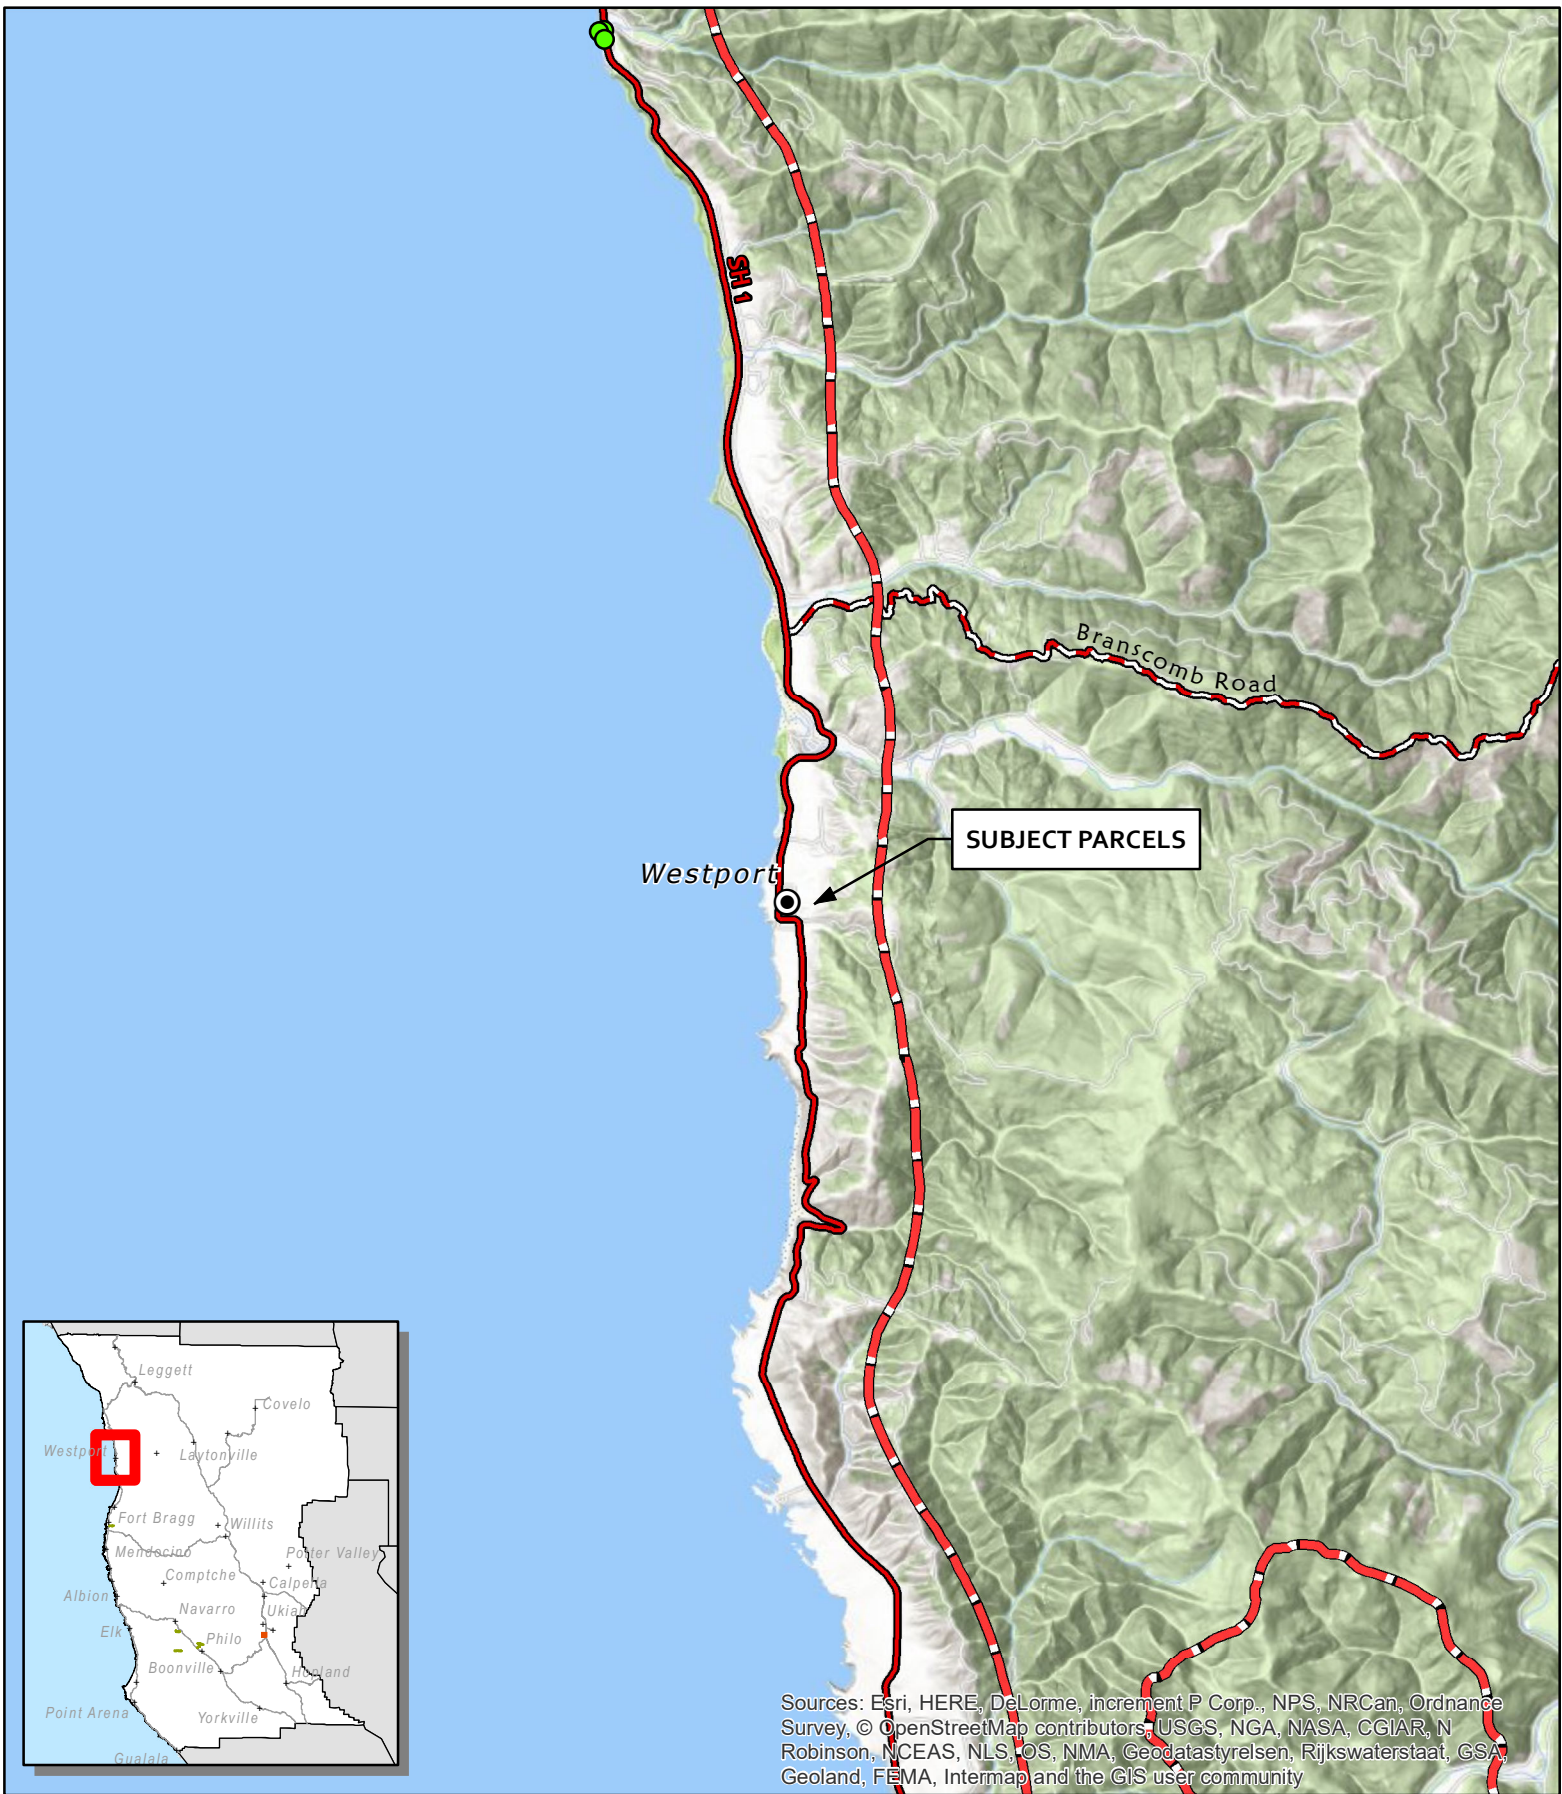 SH 1
Branscomb Road
SUBJECT PARCELS
Westport
Leggett
Covelo
Westport
Laytonville
Fort Bragg
Willits
Mendocino
Potter Valley
Comptche
Calpella
Albion
Navarro
Ukiah
Elk
Philo
Boonville
Hopland
Point Arena
Yorkville
Gualala
Sources: Esri, HERE, DeLorme, increment P Corp., NPS, NRCan, Ordnance
Survey, © OpenStreetMap contributors, USGS, NGA, NASA, CGIAR, N
Robinson, NCEAS, NLS, OS, NMA, Geodatastyrelsen, Rijkswaterstaat, GSA,
Geoland, FEMA, Intermap and the GIS user community